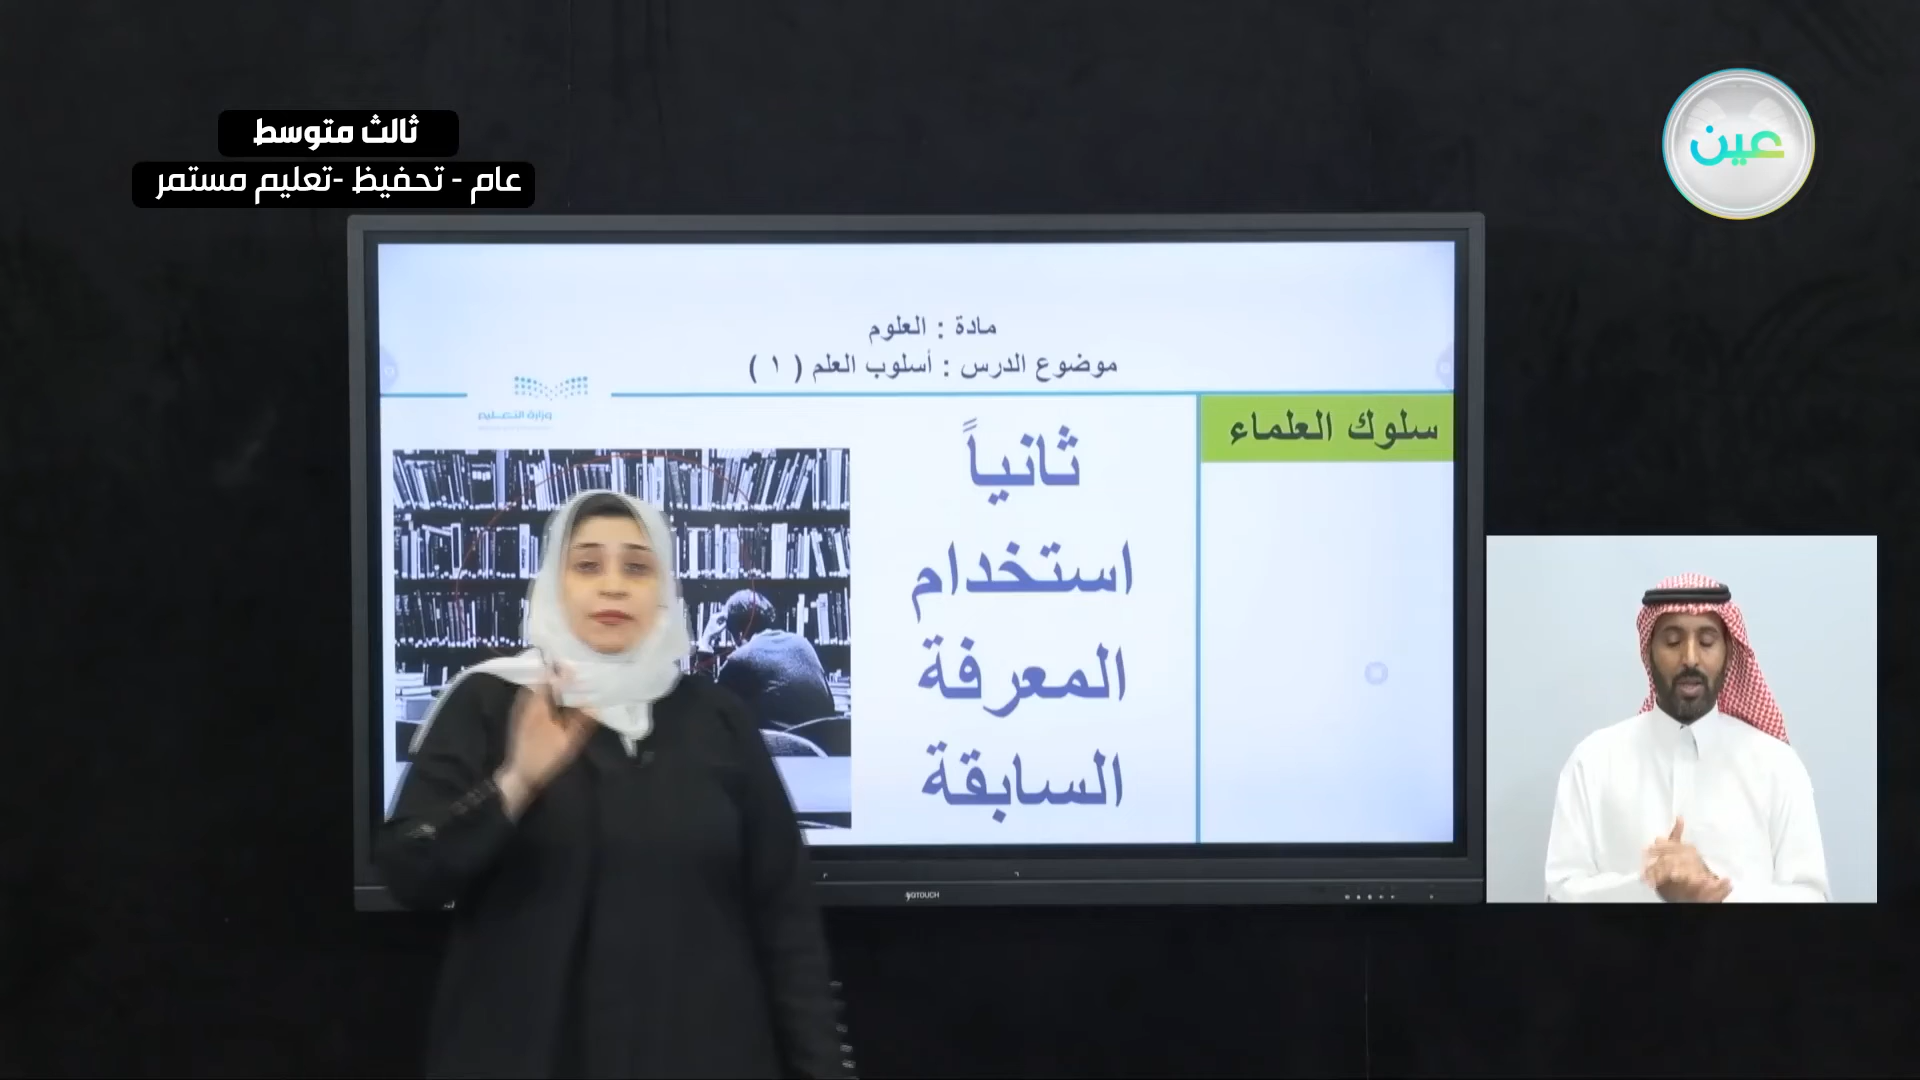 ثالث متوسط
عام - تحفيظ -تعليم مستمر
عين
مادة : العلوم
موضوع الدرس : أسلوب العلم ( ١ )
وزارة التعليم
سلوك العلماء
ثانياً
استخدام
المعرفة
السابقة